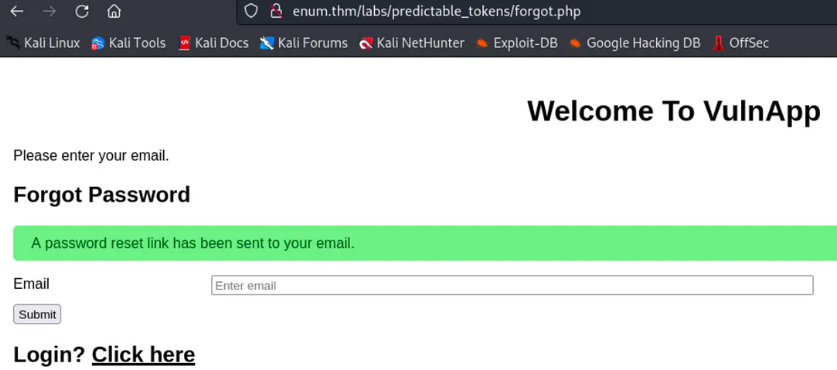 enum.thm/labs/predictable_tokens/forgot.php
Kali Linux Kali Tools Kali Docs Kali Forums Kali NetHunter Exploit-DB Google Hacking DB OffSec
Welcome To VulnApp
Please enter your email.
Forgot Password
A password reset link has been sent to your email.
Email Enter email
Submit
Login? Click here